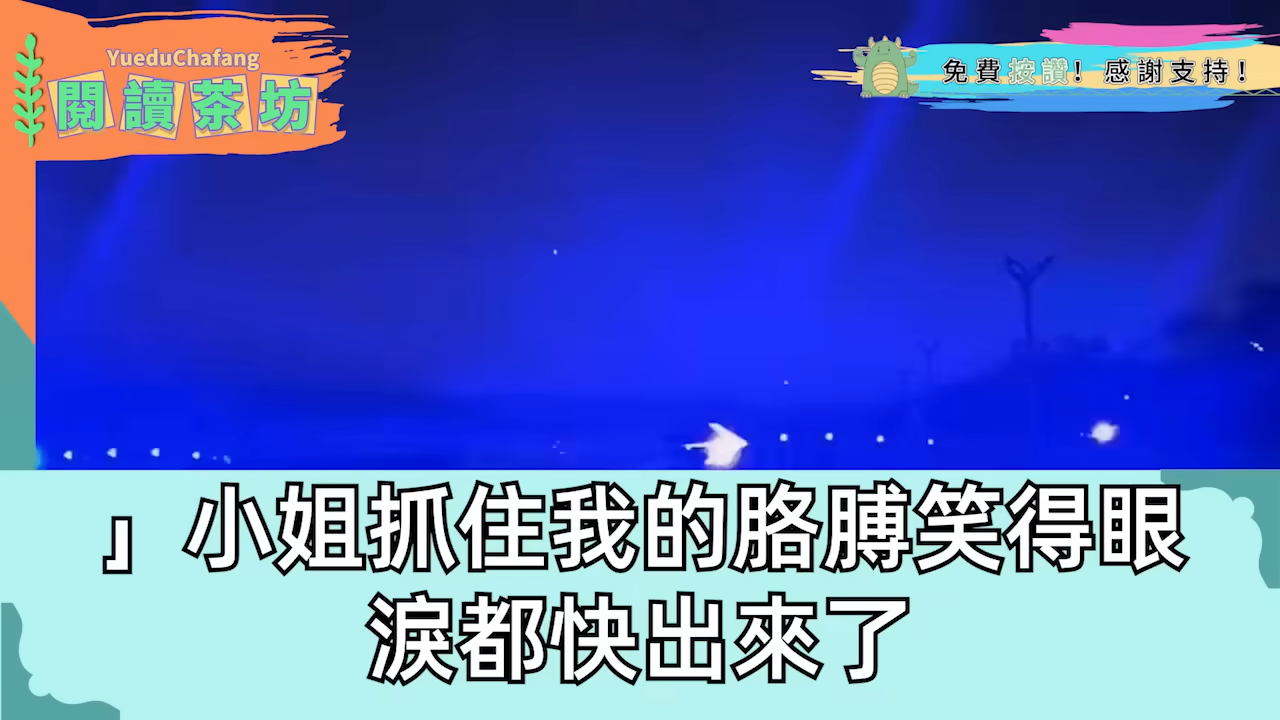 YueduChafang
閱讀茶坊
免費按讚!感謝支持!
」小姐抓住我的胳膊笑得眼
淚都快出來了